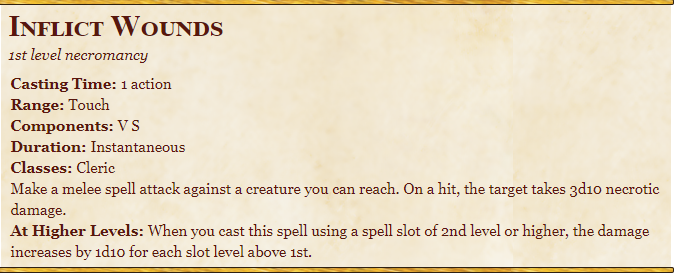 Inflict Wounds
1st level necromancy
Casting Time: 1 action
Range: Touch
Components: V S
Duration: Instantaneous
Classes: Cleric
Make a melee spell attack against a creature you can reach. On a hit, the target takes 3d10 necrotic
damage.
At Higher Levels: When you cast this spell using a spell slot of 2nd level or higher, the damage
increases by 1d10 for each slot level above 1st.